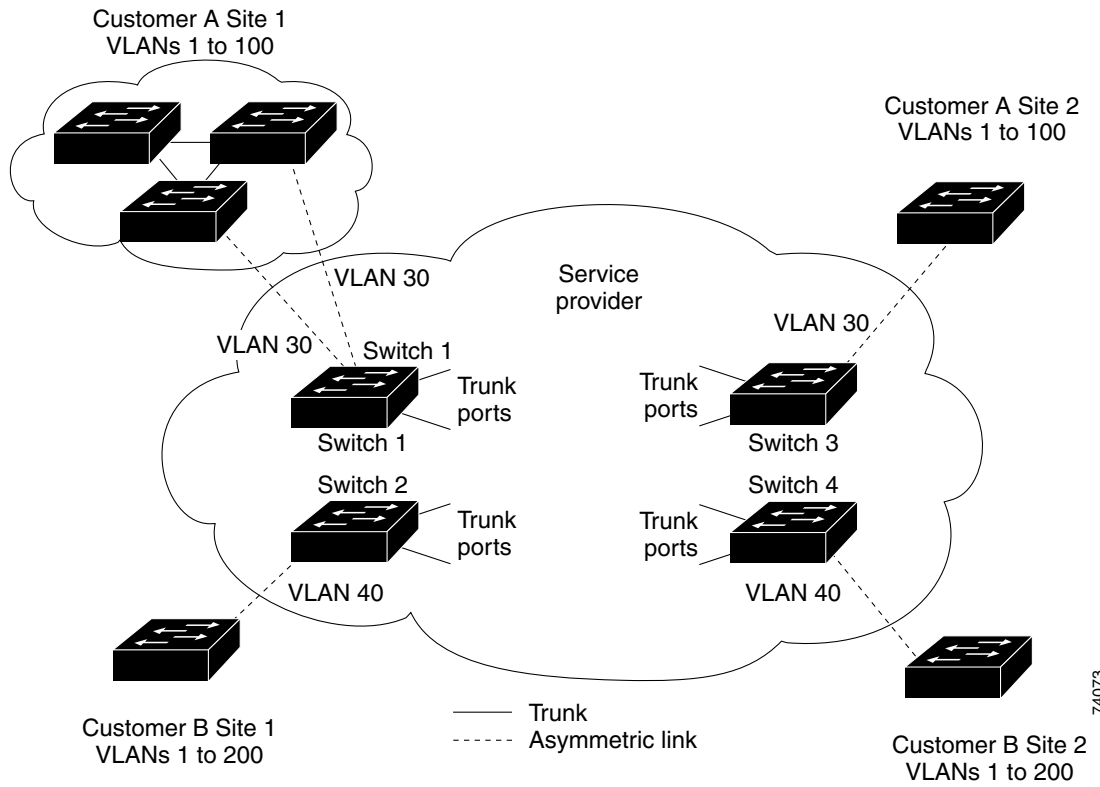 Customer A Site 1
VLANs 1 to 100
Customer A Site 2
VLANs 1 to 100
VLAN 30
Service
provider
VLAN 30
VLAN 30
Switch 1
Trunk
ports
Trunk
ports
Switch 1
Switch 3
Switch 2
Switch 4
Trunk
ports
Trunk
ports
VLAN 40
VLAN 40
Customer B Site 1
VLANs 1 to 200
Trunk
Asymmetric link
Customer B Site 2
VLANs 1 to 200
74073